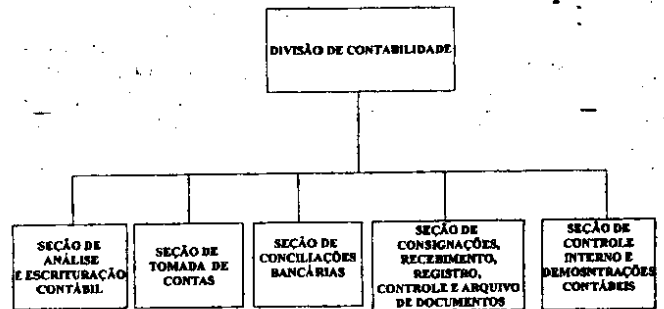 DIVISÃO DE CONTABILIDADE
SEÇÃO DE
ANÁLISE
E ESCRITURAÇÃO
CONTÁBIL
SEÇÃO DE
TOMADA DE
CONTAS
SEÇÃO DE
CONCILIAÇÕES
BANCÁRIAS
SEÇÃO DE
CONSIGNAÇÕES,
RECEBIMENTO,
REGISTRO,
CONTROLE E ARQUIVO
DE DOCUMENTOS
SEÇÃO DE
CONTROLE
INTERNO E
DEMOSNTRAÇÕES
CONTÁBEIS